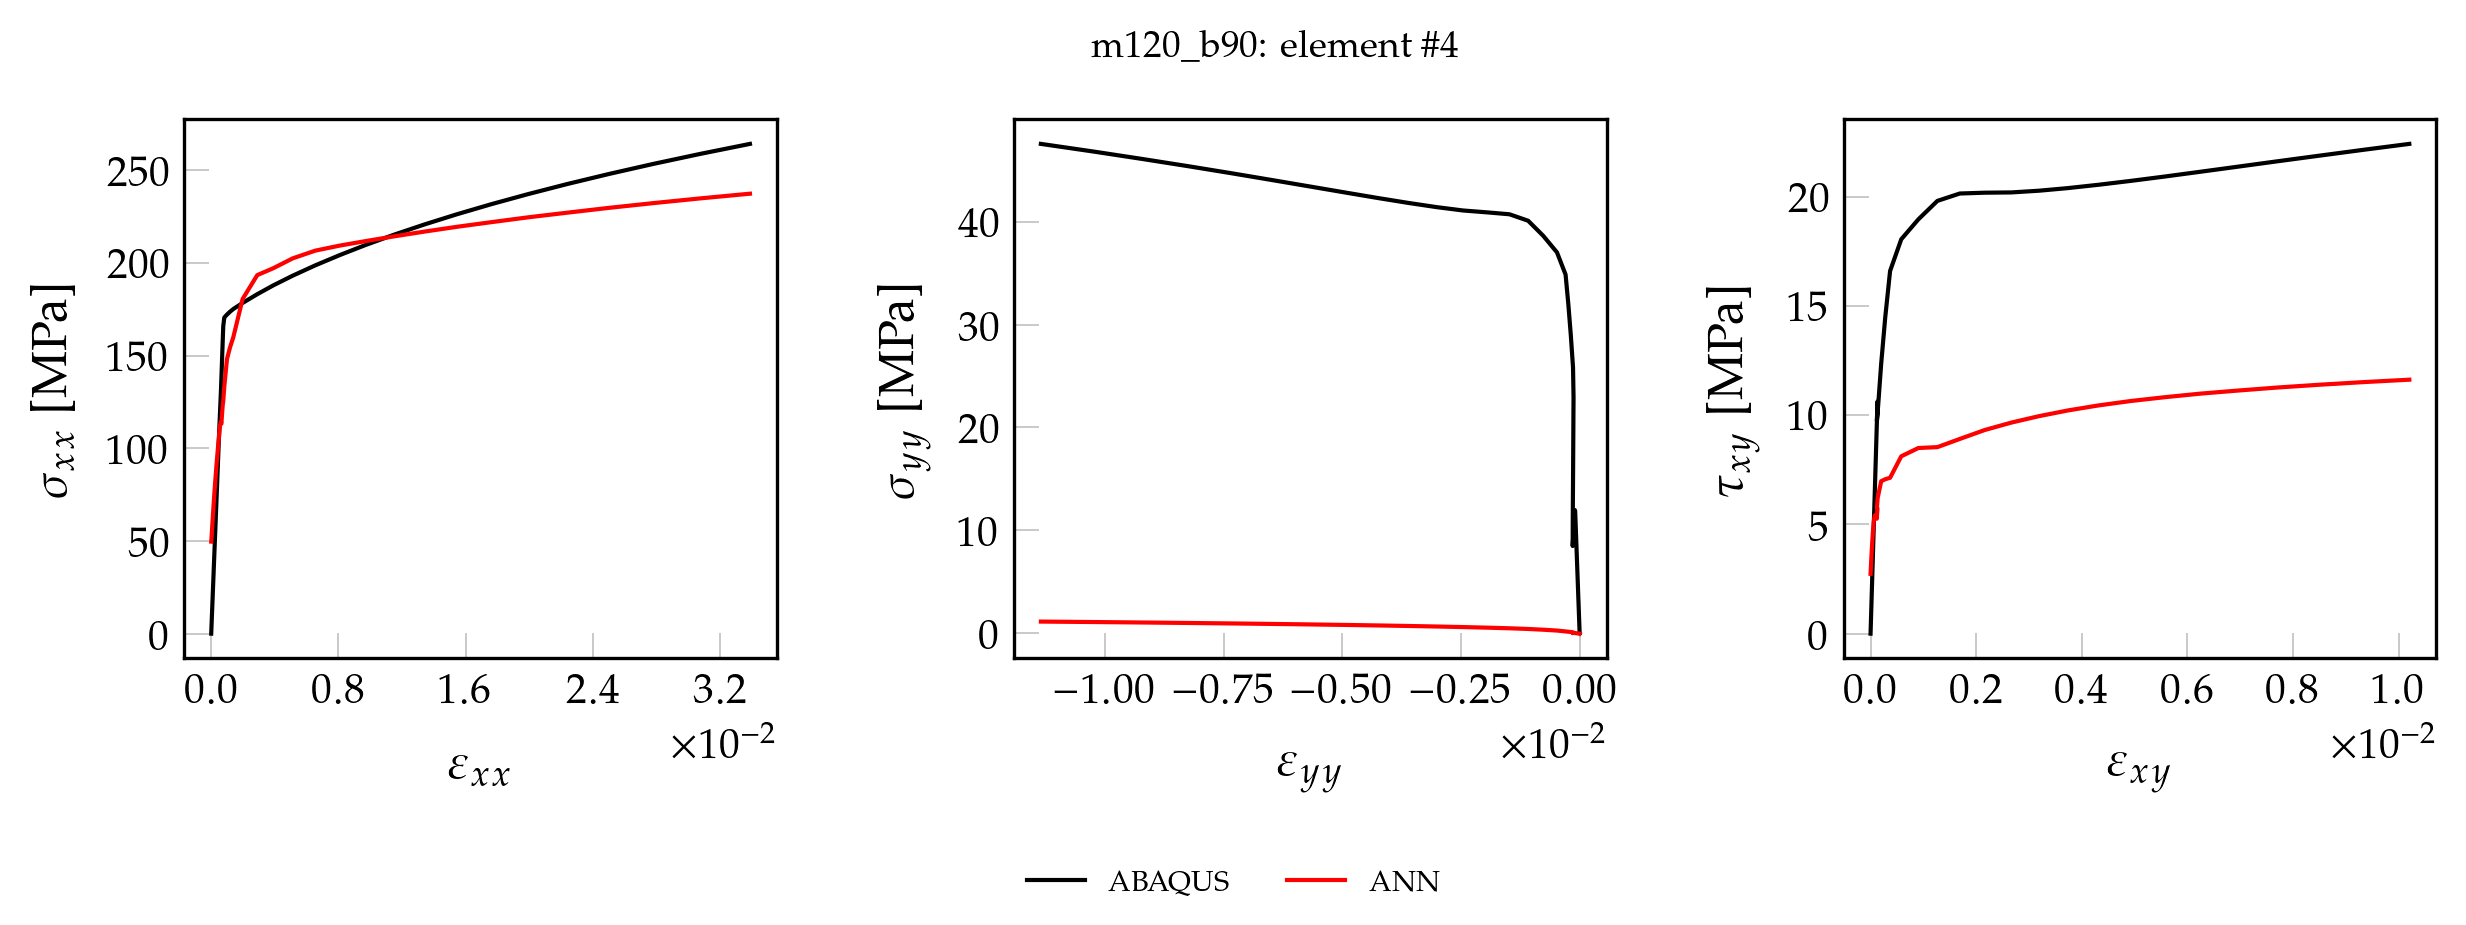 m120_b90: element #4
σxx [MPa]
250
200
150
100
50
0
0.0 0.8 1.6 2.4 3.2
×10−2
εxx
σyy [MPa]
40
30
20
10
0
−1.00 −0.75 −0.50 −0.25 0.00
×10−2
εyy
τxy [MPa]
20
15
10
5
0
0.0 0.2 0.4 0.6 0.8 1.0
×10−2
εxy
ABAQUS ANN